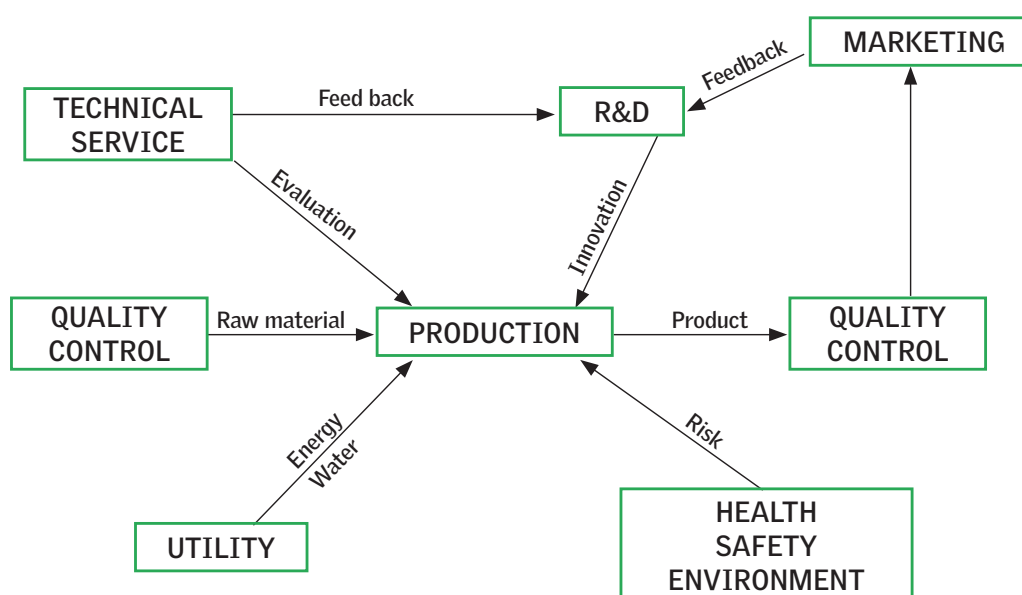 MARKETING
Feedback
TECHNICAL
SERVICE
Feed back
R&D
Evaluation
Innovation
QUALITY
CONTROL
Raw material
PRODUCTION
Product
QUALITY
CONTROL
Energy
Water
Risk
UTILITY
HEALTH
SAFETY
ENVIRONMENT